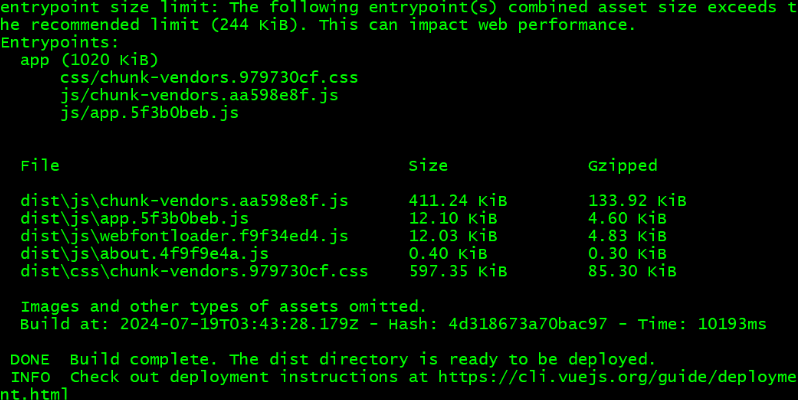 entrypoint size limit: The following entrypoint(s) combined asset size exceeds t
he recommended limit (244 KiB). This can impact web performance.
Entrypoints:
  app (1020 KiB)
      css/chunk-vendors.979730cf.css
      js/chunk-vendors.aa598e8f.js
      js/app.5f3b0beb.js

  File                                   Size              Gzipped

  dist\js\chunk-vendors.aa598e8f.js      411.24 KiB        133.92 KiB
  dist\js\app.5f3b0beb.js                12.10 KiB         4.60 KiB
  dist\js\webfontloader.f9f34ed4.js      12.03 KiB         4.83 KiB
  dist\js\about.4f9f9e4a.js              0.40 KiB          0.30 KiB
  dist\css\chunk-vendors.979730cf.css    597.35 KiB        85.30 KiB

  Images and other types of assets omitted.
  Build at: 2024-07-19T03:43:28.179Z - Hash: 4d318673a70bac97 - Time: 10193ms

 DONE  Build complete. The dist directory is ready to be deployed.
 INFO  Check out deployment instructions at https://cli.vuejs.org/guide/deployme
nt.html